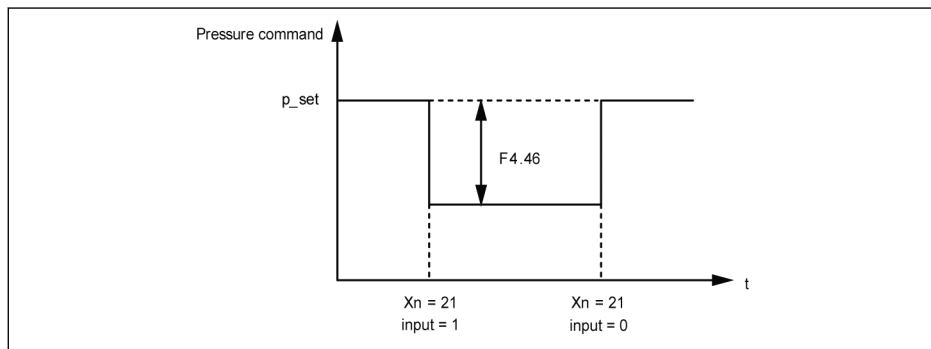 Pressure command
p_set
F4.46
t
Xn = 21
input = 1
Xn = 21
input = 0